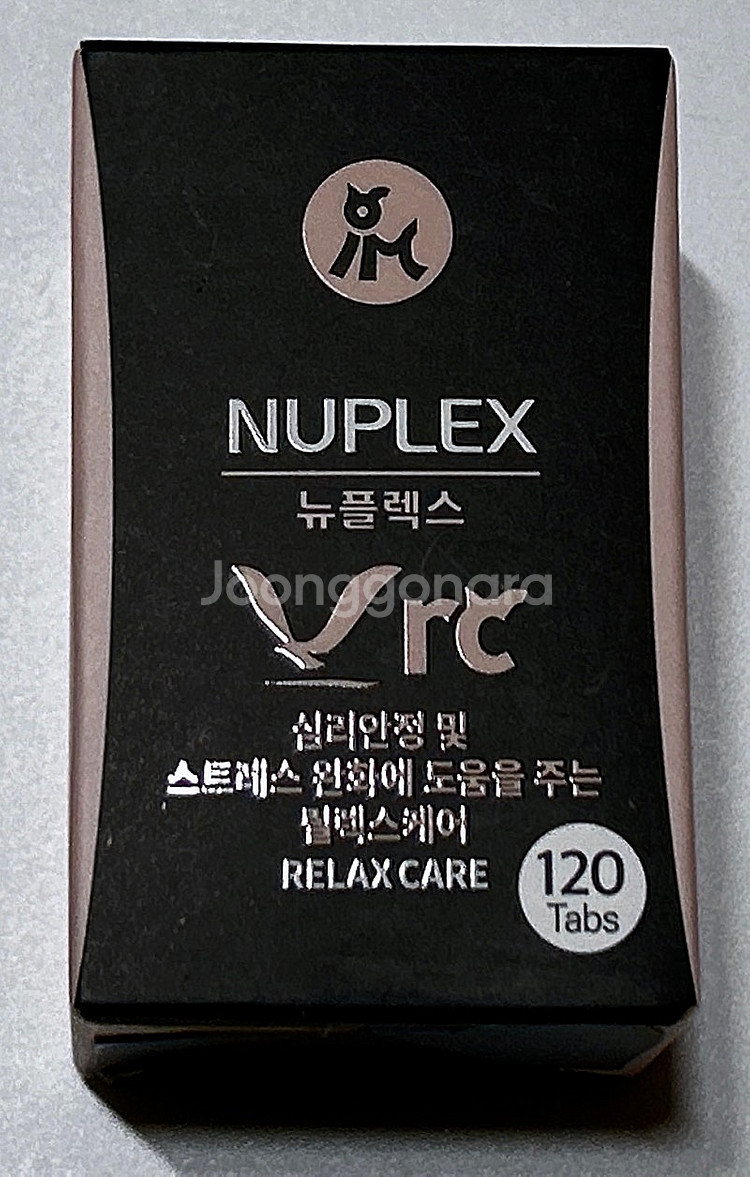 NUPLEX
뉴플렉스
Joonggonara
Vrc
심리안정 및
스트레스 완화에 도움을 주는
릴렉스케어
RELAX CARE
120
Tabs